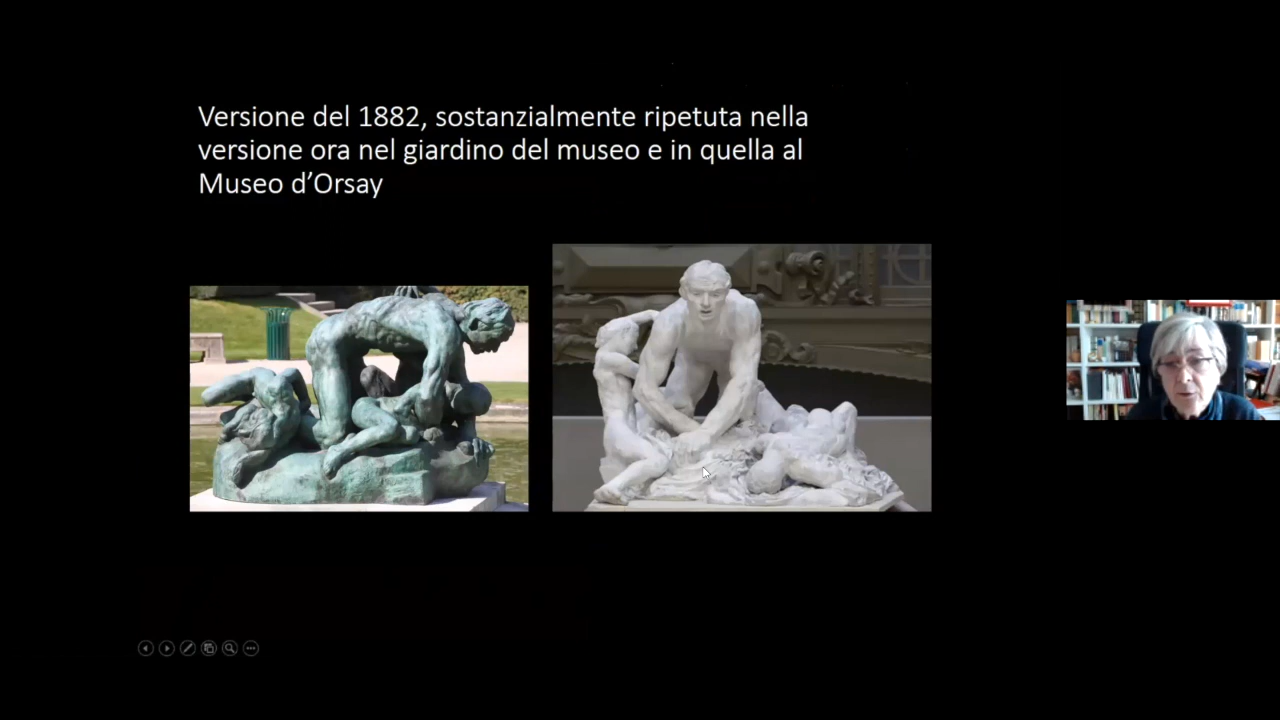 Versione del 1882, sostanzialmente ripetuta nella
versione ora nel giardino del museo e in quella al
Museo d’Orsay